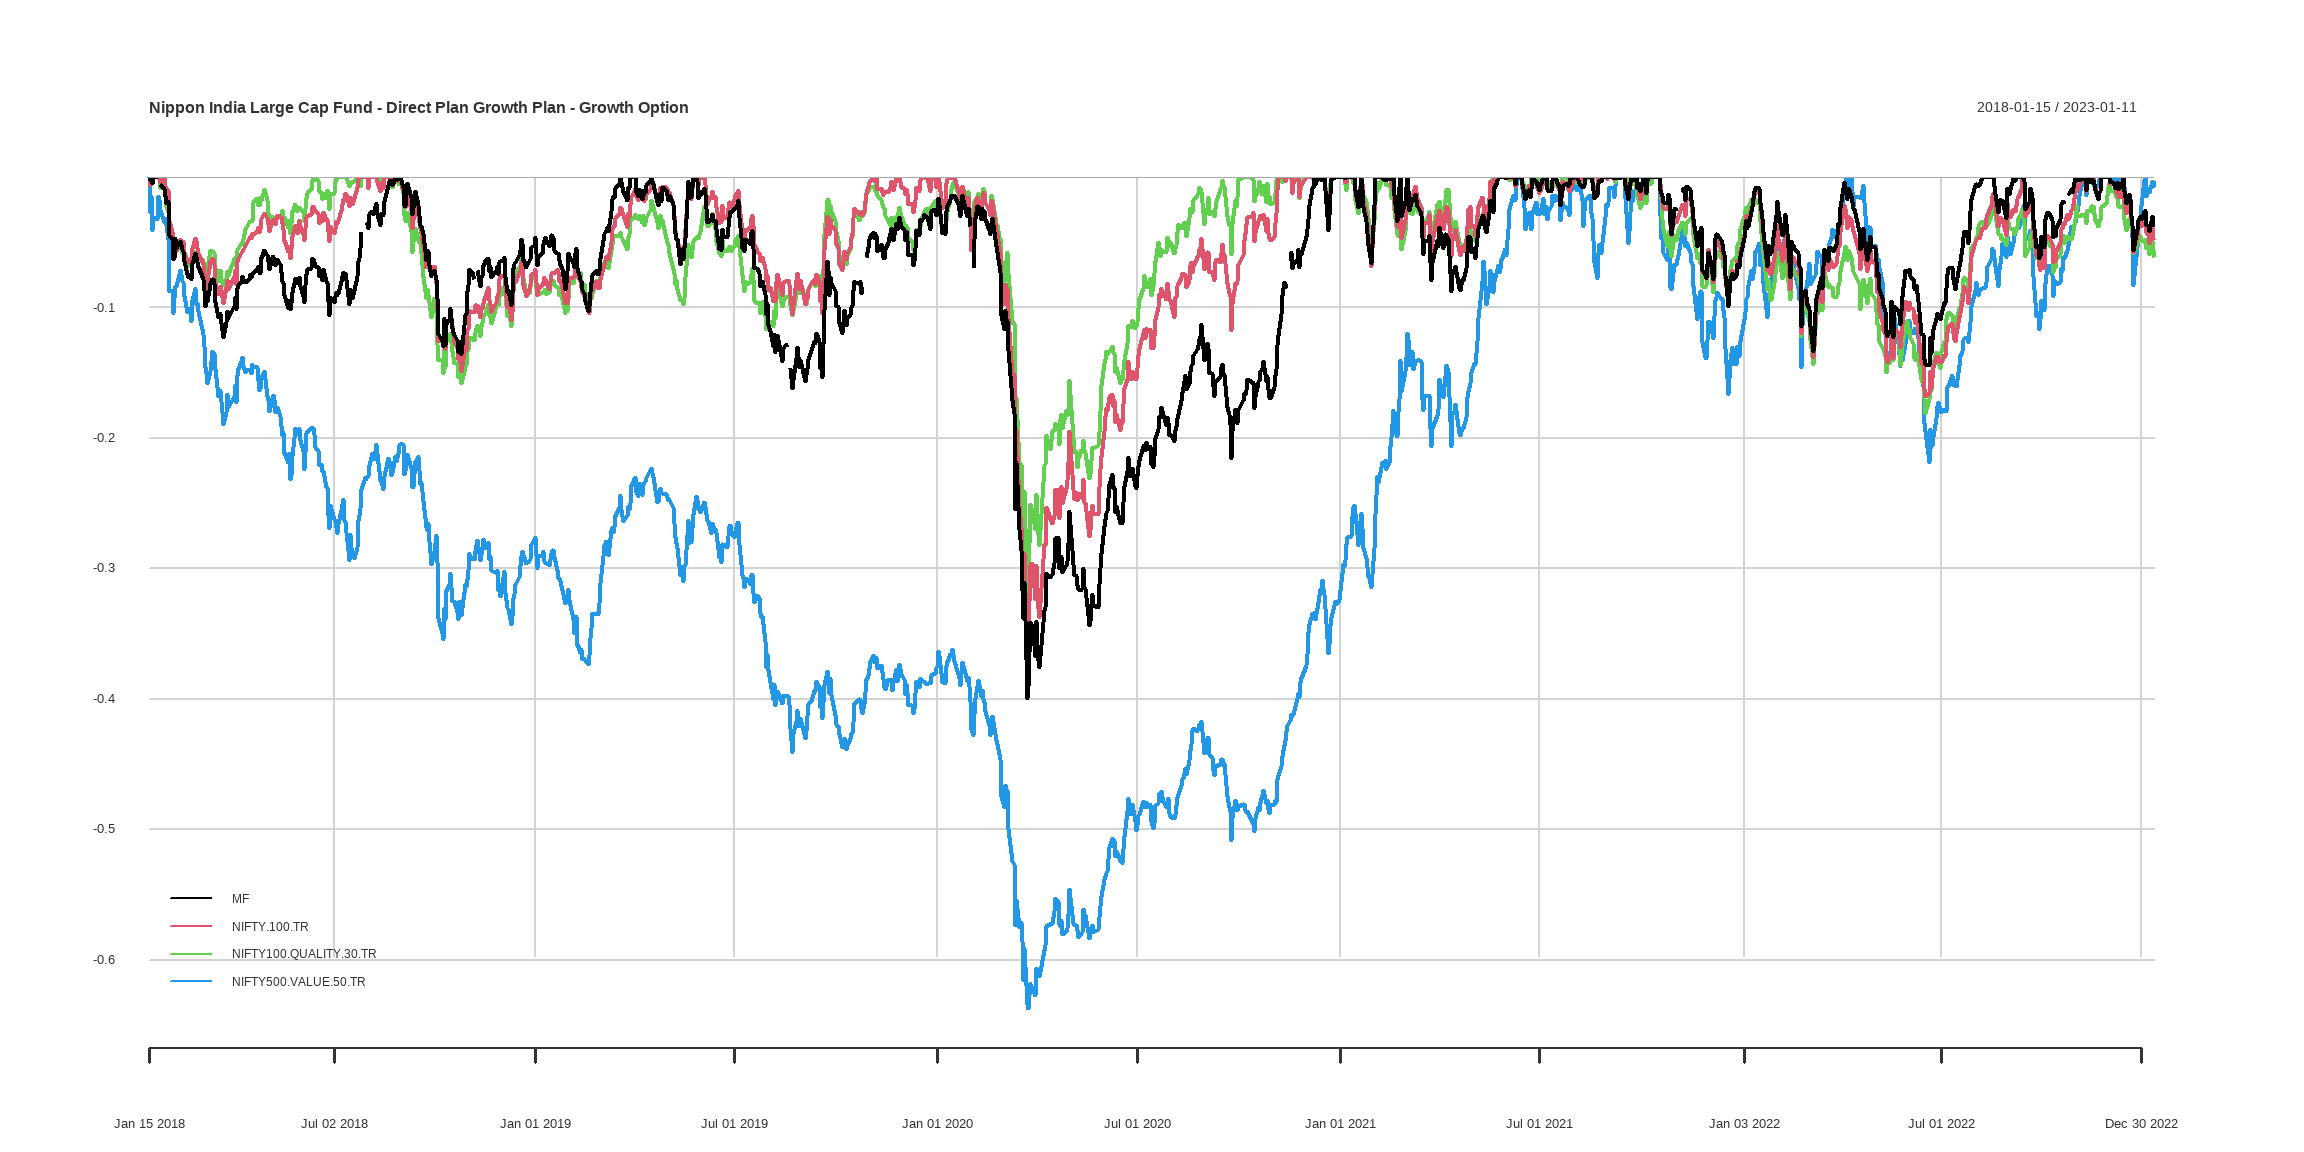 Nippon India Large Cap Fund - Direct Plan Growth Plan - Growth Option
2018-01-15 / 2023-01-11
-0.1
-0.2
-0.3
-0.4
-0.5
-0.6
MF
NIFTY.100.TR
NIFTY100.QUALITY.30.TR
NIFTY500.VALUE.50.TR
Jan 15 2018
Jul 02 2018
Jan 01 2019
Jul 01 2019
Jan 01 2020
Jul 01 2020
Jan 01 2021
Jul 01 2021
Jan 03 2022
Jul 01 2022
Dec 30 2022